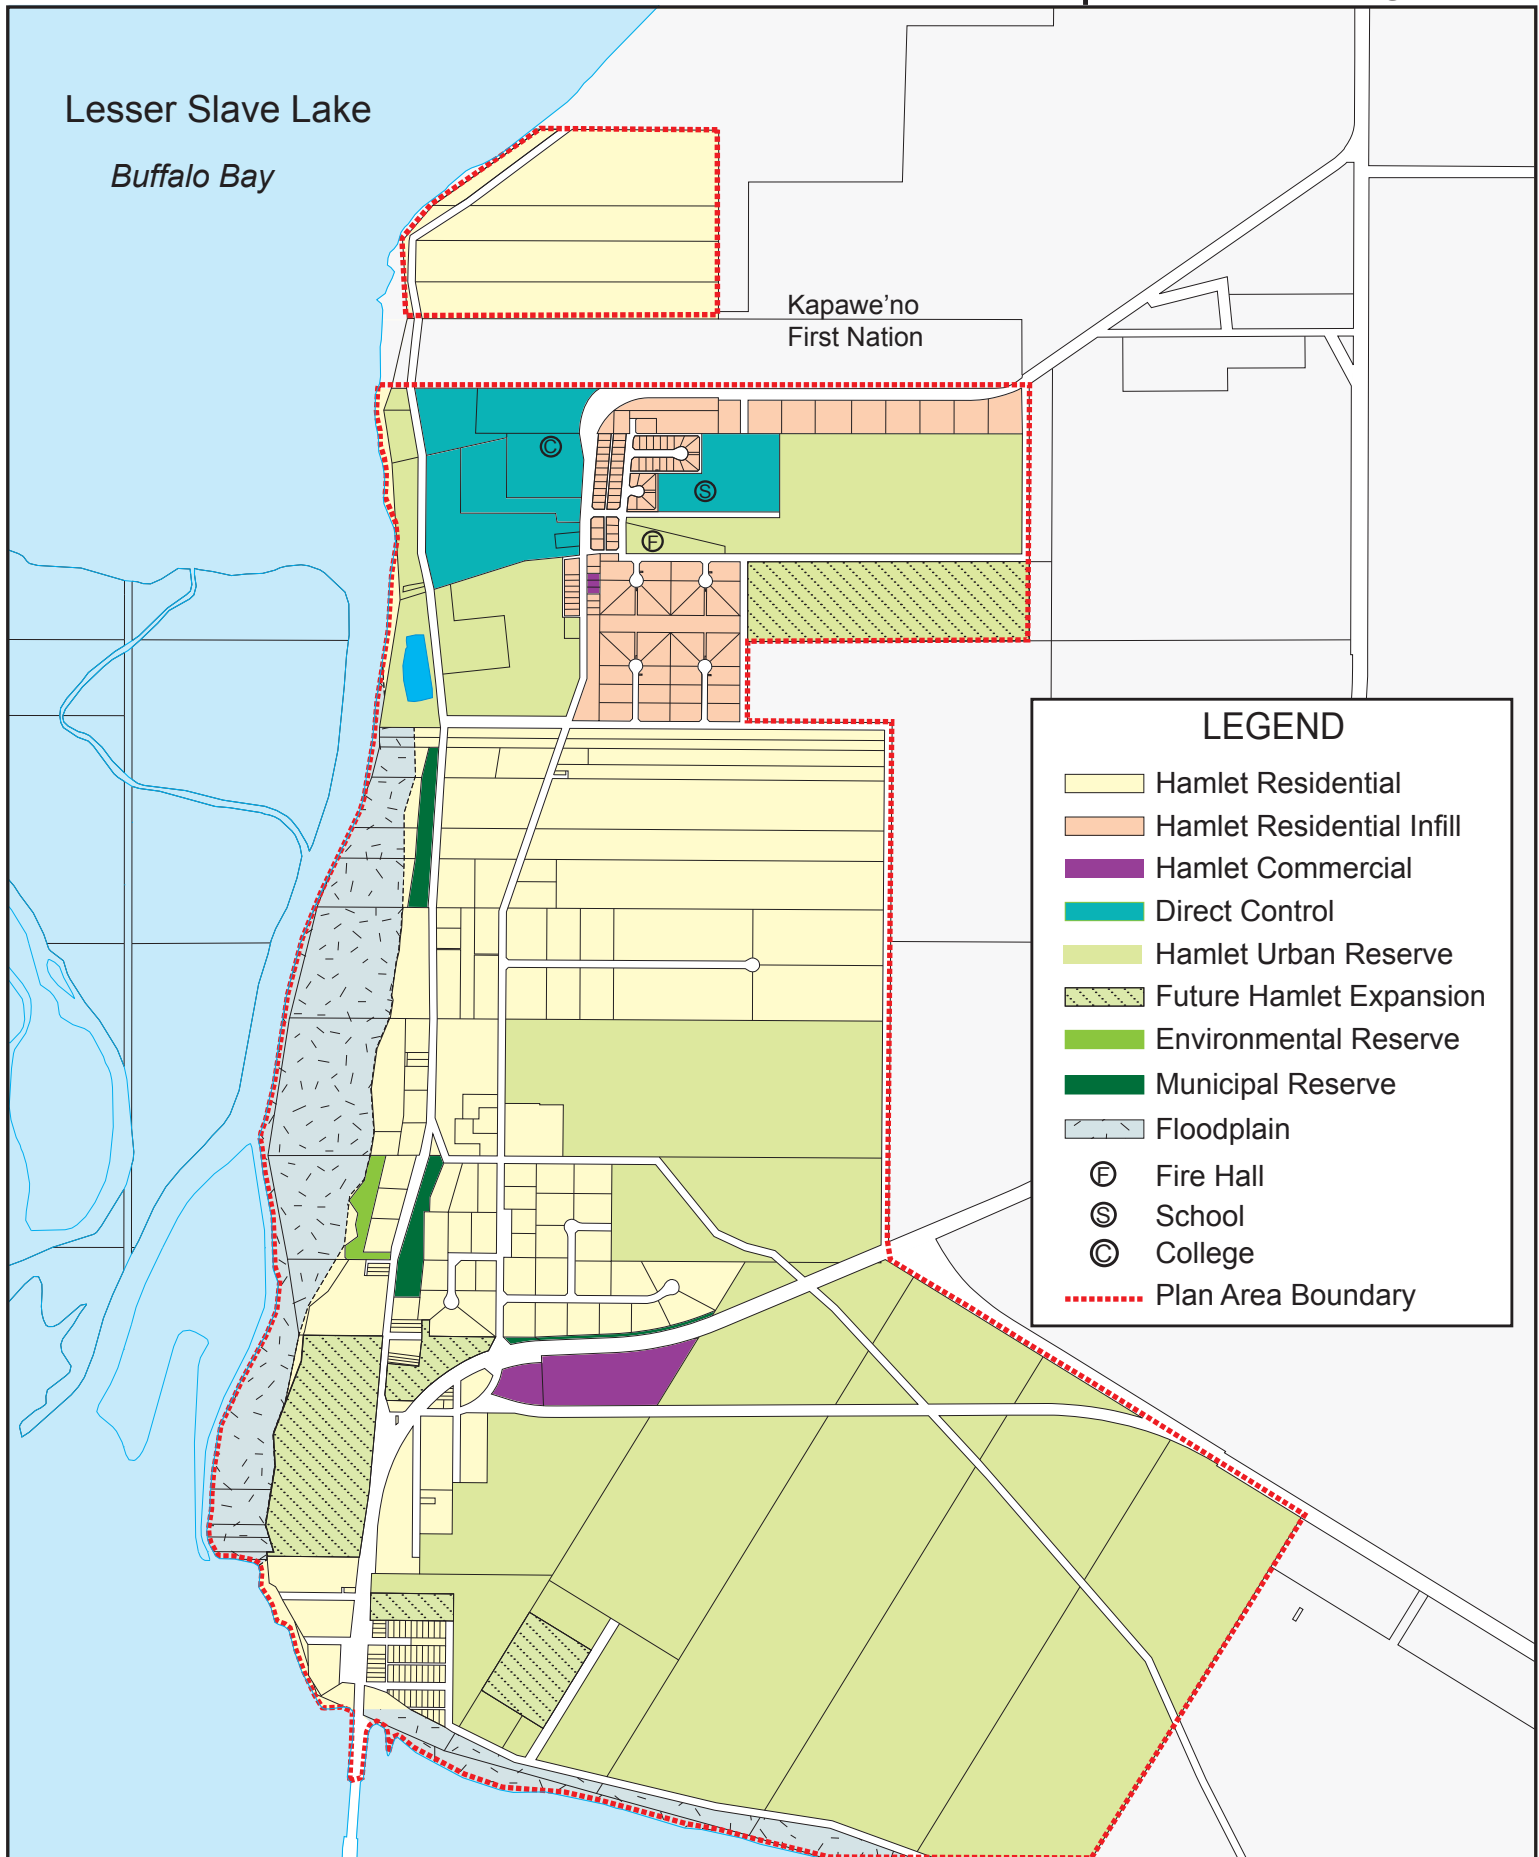 Lesser Slave Lake
Buffalo Bay
Kapawe'no
First Nation
C
S
F
LEGEND
Hamlet Residential
Hamlet Residential Infill
Hamlet Commercial
Direct Control
Hamlet Urban Reserve
Future Hamlet Expansion
Environmental Reserve
Municipal Reserve
Floodplain
F Fire Hall
S School
C College
Plan Area Boundary